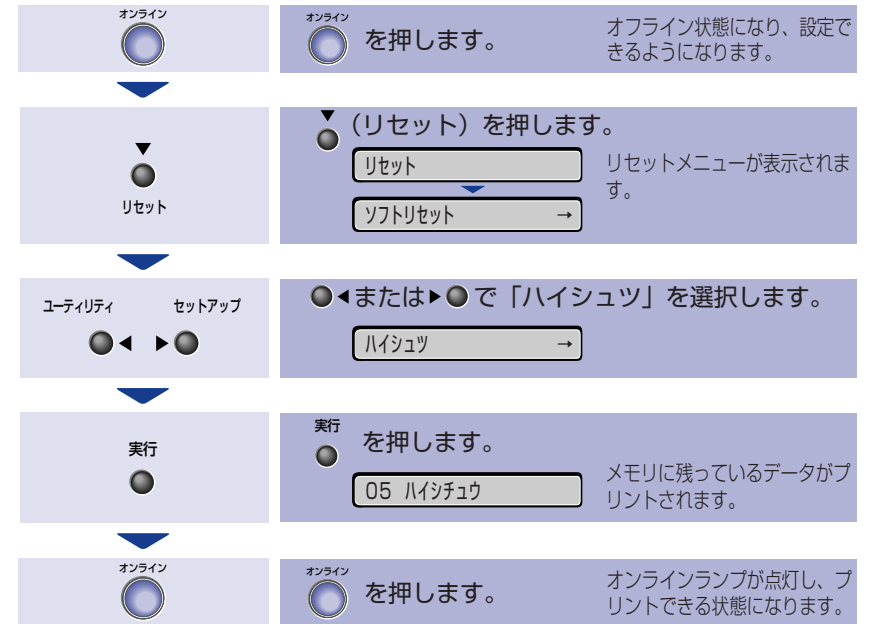 オンライン
オンライン
を押します。
オフライン状態になり、設定で
きるようになります。
▼
リセット
▼
（リセット）を押します。
リセット
ソフトリセット →
リセットメニューが表示されま
す。
ユーティリティ セットアップ
◀ ▶
◀または▶ で「ハイシュツ」を選択します。
ハイシュツ →
実行
実行
を押します。
05 ハイシチュウ
メモリに残っているデータがプ
リントされます。
オンライン
オンライン
を押します。
オンラインランプが点灯し、プ
リントできる状態になります。